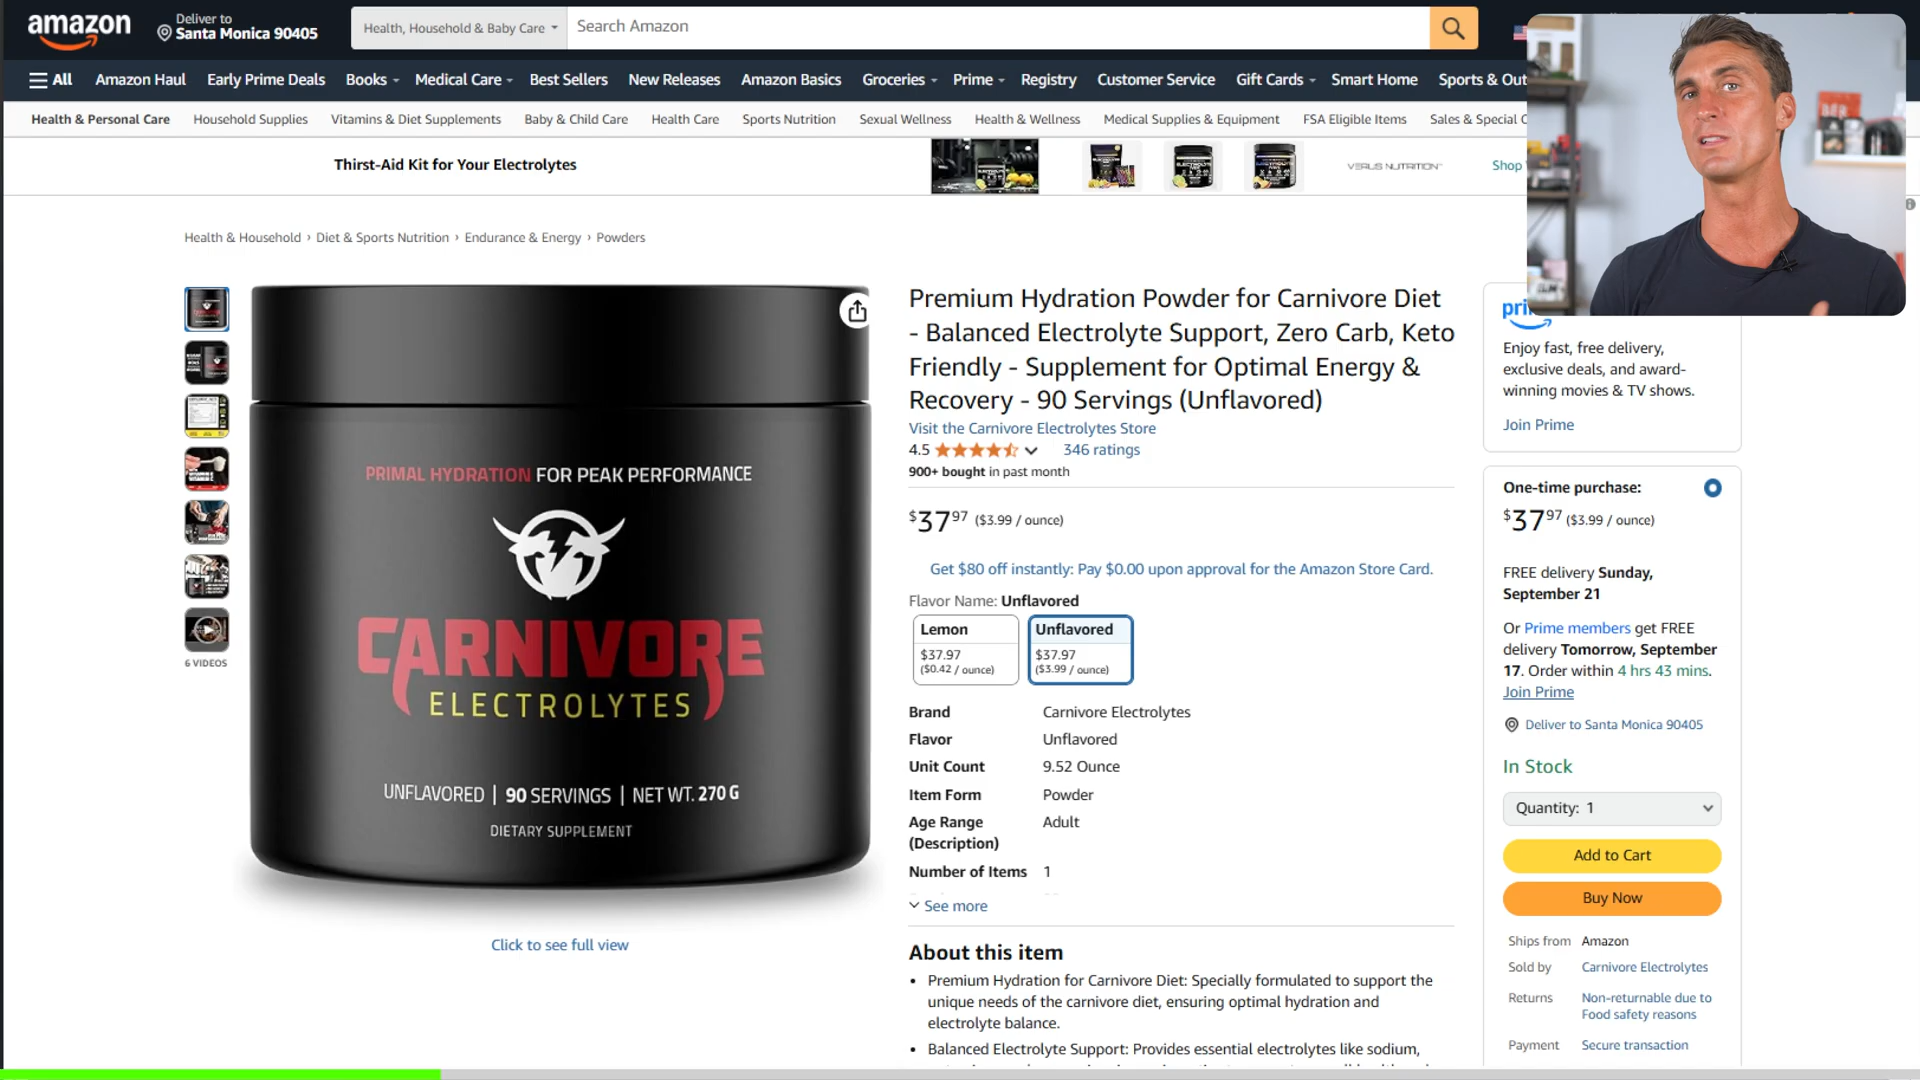 amazon
Deliver to
Santa Monica 90405
Health, Household & Baby Care
Search Amazon
All
Amazon Haul
Early Prime Deals
Books
Medical Care
Best Sellers
New Releases
Amazon Basics
Groceries
Prime
Registry
Customer Service
Gift Cards
Smart Home
Sports & Out
Health & Personal Care
Household Supplies
Vitamins & Diet Supplements
Baby & Child Care
Health Care
Sports Nutrition
Sexual Wellness
Health & Wellness
Medical Supplies & Equipment
FSA Eligible Items
Sales & Special O
Thirst-Aid Kit for Your Electrolytes
VERUS NUTRITION
Shop
Health & Household › Diet & Sports Nutrition › Endurance & Energy › Powders
PRIMAL HYDRATION FOR PEAK PERFORMANCE
CARNIVORE
ELECTROLYTES
UNFLAVORED | 90 SERVINGS | NET WT. 270 G
DIETARY SUPPLEMENT
6 VIDEOS
Click to see full view
Premium Hydration Powder for Carnivore Diet
- Balanced Electrolyte Support, Zero Carb, Keto
Friendly - Supplement for Optimal Energy &
Recovery - 90 Servings (Unflavored)
Visit the Carnivore Electrolytes Store
4.5 346 ratings
900+ bought in past month
$37.97 ($3.99 / ounce)
Get $80 off instantly: Pay $0.00 upon approval for the Amazon Store Card.
Flavor Name: Unflavored
Lemon
$37.97
($0.42 / ounce)
Unflavored
$37.97
($3.99 / ounce)
Brand Carnivore Electrolytes
Flavor Unflavored
Unit Count 9.52 Ounce
Item Form Powder
Age Range Adult
(Description)
Number of Items 1
See more
About this item
• Premium Hydration for Carnivore Diet: Specially formulated to support the
unique needs of the carnivore diet, ensuring optimal hydration and
electrolyte balance.
• Balanced Electrolyte Support: Provides essential electrolytes like sodium,
pri
Enjoy fast, free delivery,
exclusive deals, and award-
winning movies & TV shows.
Join Prime
One-time purchase:
$37.97 ($3.99 / ounce)
FREE delivery Sunday,
September 21
Or Prime members get FREE
delivery Tomorrow, September
17. Order within 4 hrs 43 mins.
Join Prime
Deliver to Santa Monica 90405
In Stock
Quantity: 1
Add to Cart
Buy Now
Ships from Amazon
Sold by Carnivore Electrolytes
Returns Non-returnable due to
Food safety reasons
Payment Secure transaction